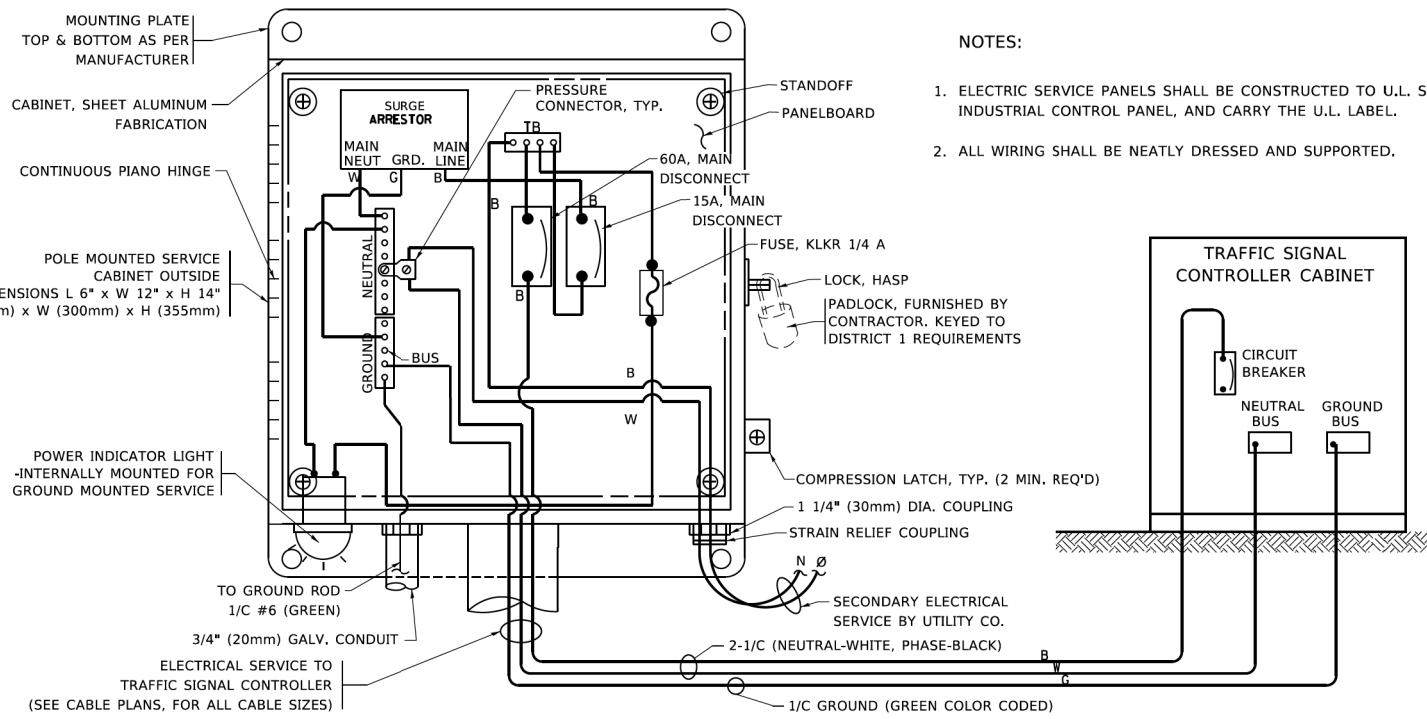 MOUNTING PLATE
TOP & BOTTOM AS PER
MANUFACTURER
CABINET, SHEET ALUMINUM
FABRICATION
CONTINUOUS PIANO HINGE
POLE MOUNTED SERVICE
CABINET OUTSIDE
ENSIONS L 6" x W 12" x H 14"
m) x W (300mm) x H (355mm)
POWER INDICATOR LIGHT
-INTERNALLY MOUNTED FOR
GROUND MOUNTED SERVICE
TO GROUND ROD
1/C #6 (GREEN)
3/4" (20mm) GALV. CONDUIT
ELECTRICAL SERVICE TO
TRAFFIC SIGNAL CONTROLLER
(SEE CABLE PLANS, FOR ALL CABLE SIZES)
SURGE
ARRESTOR
MAIN
NEUT
GRD.
MAIN
LINE
W
G
B
PRESSURE
CONNECTOR, TYP.
TB
NEUTRAL
GROUND
BUS
B
B
B
B
W
STANDOFF
PANELBOARD
60A, MAIN
DISCONNECT
15A, MAIN
DISCONNECT
FUSE, KLKR 1/4 A
LOCK, HASP
PADLOCK, FURNISHED BY
CONTRACTOR. KEYED TO
DISTRICT 1 REQUIREMENTS
COMPRESSION LATCH, TYP. (2 MIN. REQ'D)
1 1/4" (30mm) DIA. COUPLING
STRAIN RELIEF COUPLING
N Ø
SECONDARY ELECTRICAL
SERVICE BY UTILITY CO.
2-1/C (NEUTRAL-WHITE, PHASE-BLACK)
B
W
G
1/C GROUND (GREEN COLOR CODED)
NOTES:
1. ELECTRIC SERVICE PANELS SHALL BE CONSTRUCTED TO U.L. S
INDUSTRIAL CONTROL PANEL, AND CARRY THE U.L. LABEL.
2. ALL WIRING SHALL BE NEATLY DRESSED AND SUPPORTED.
TRAFFIC SIGNAL
CONTROLLER CABINET
CIRCUIT
BREAKER
NEUTRAL
BUS
GROUND
BUS